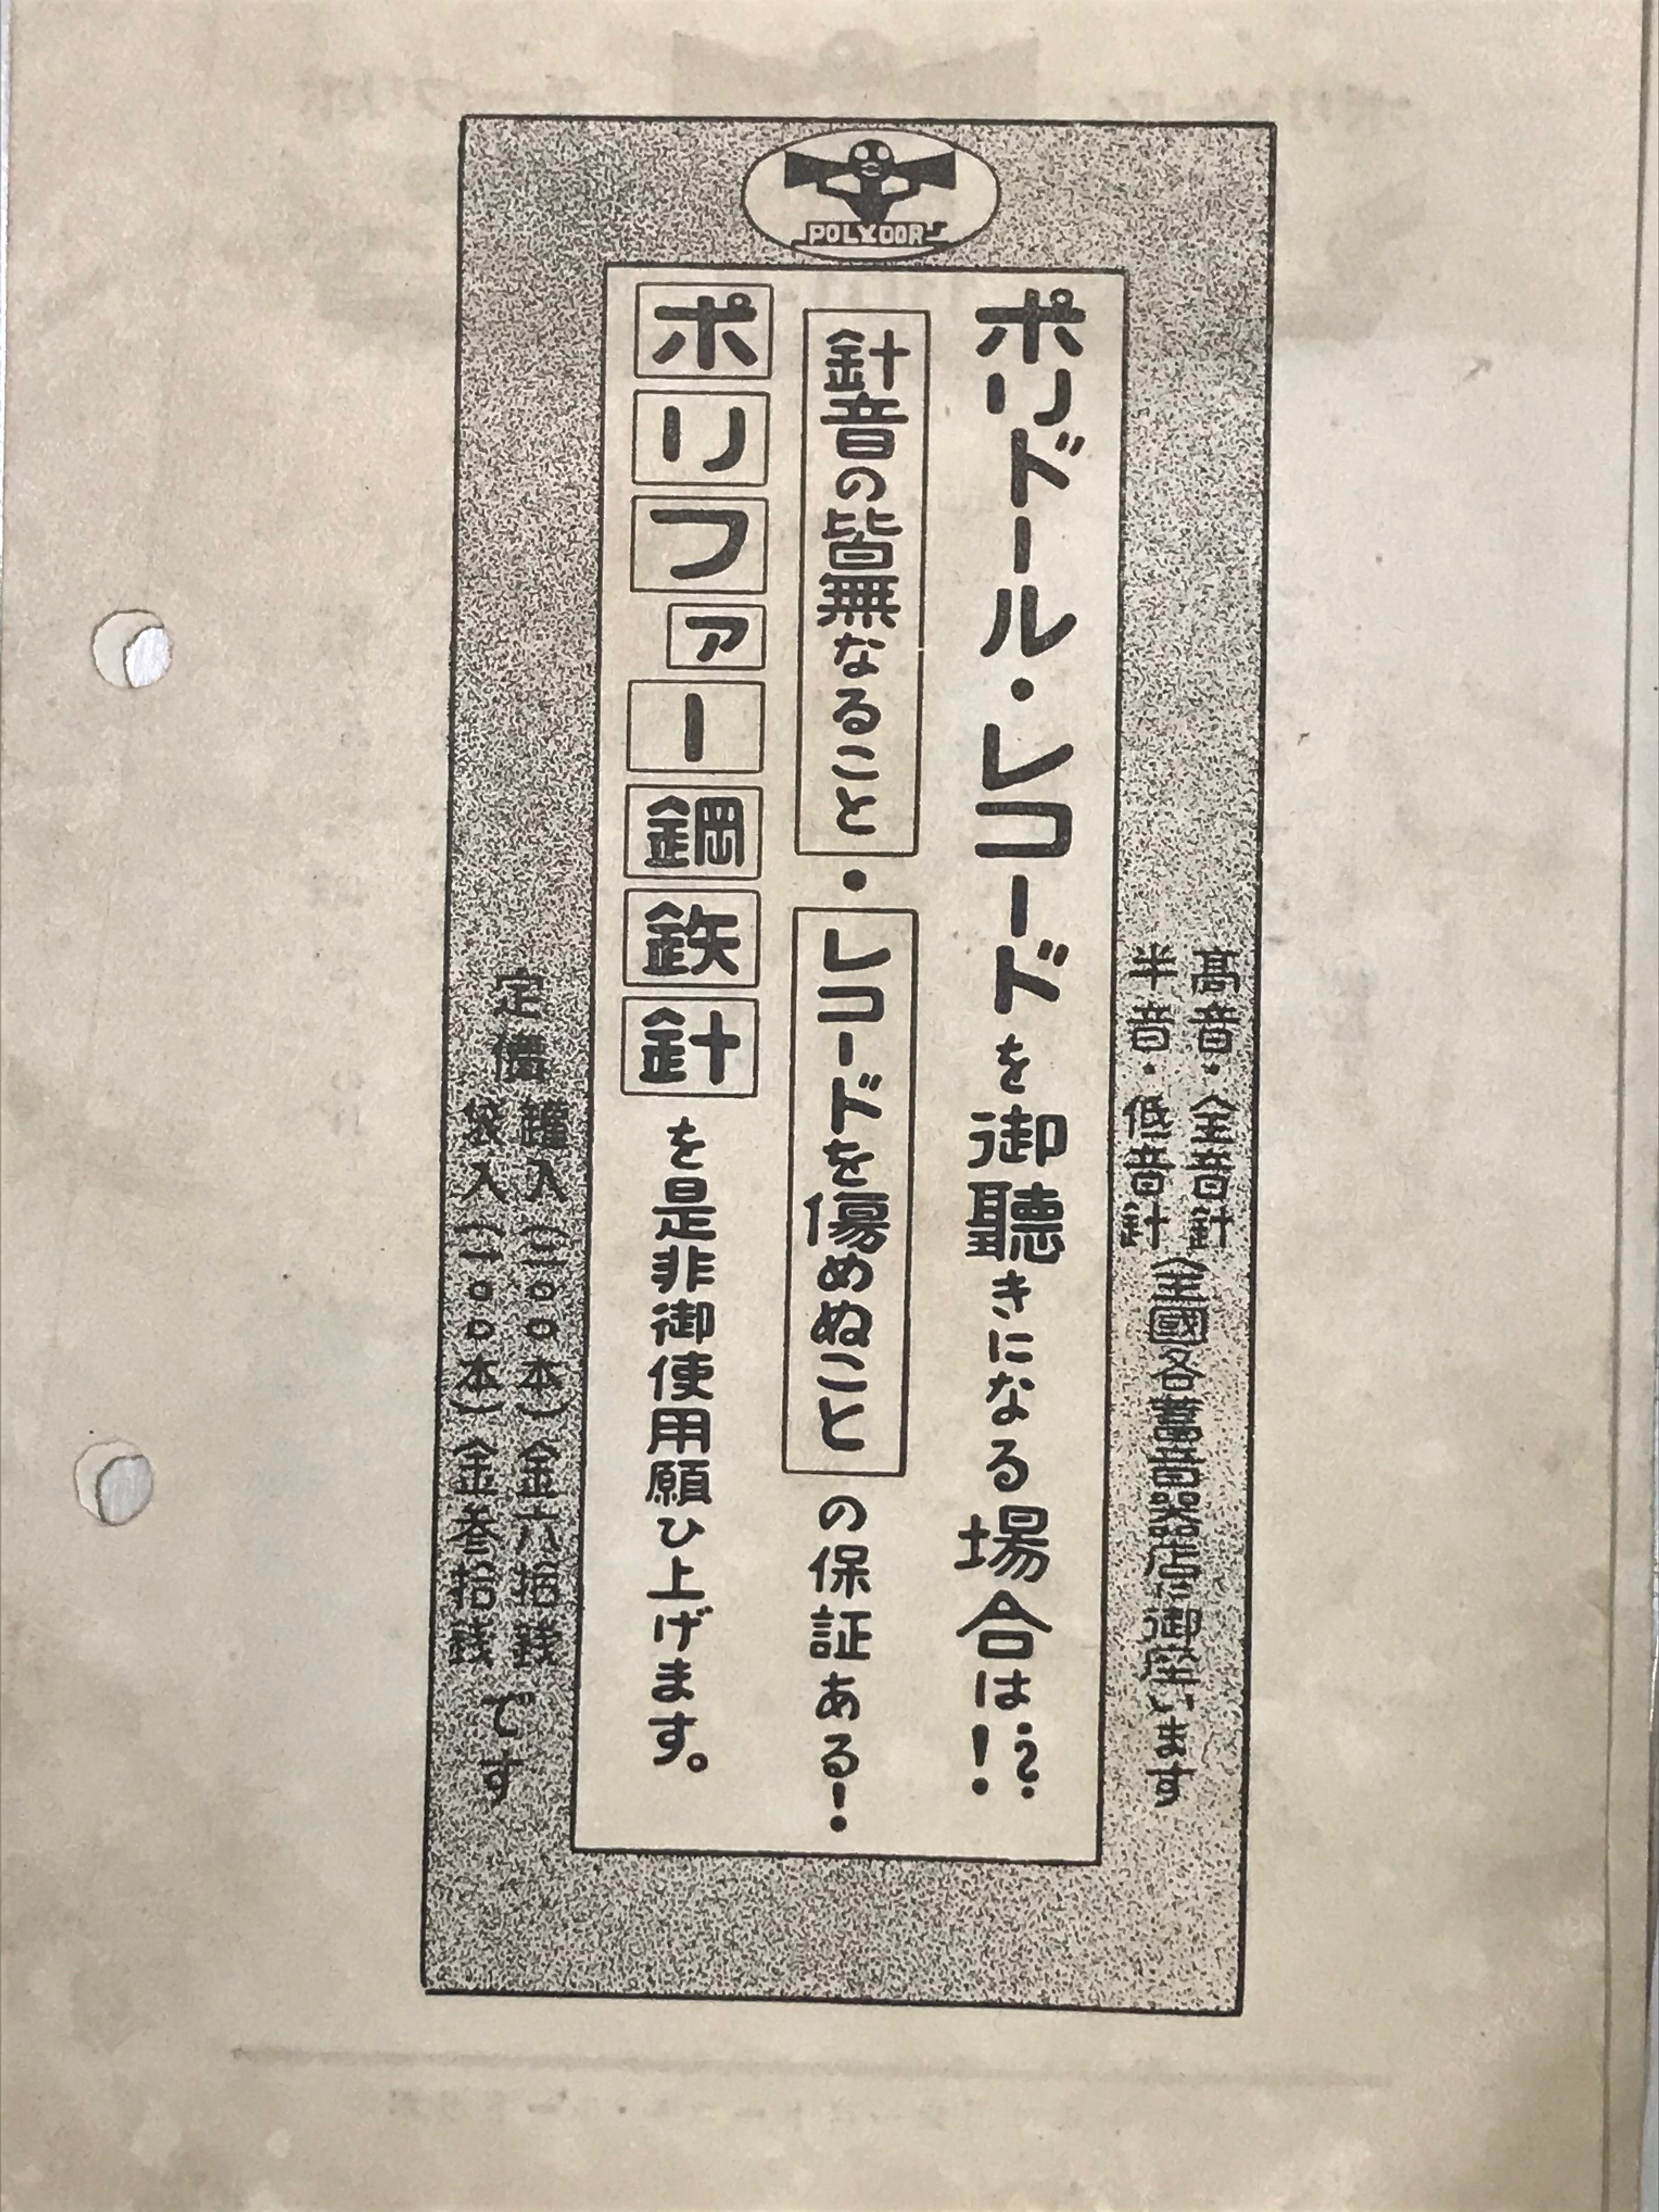 POLYDOR
高音・全音針
半音・低音針
全國各蓄音器店に御座います
ポリドール・レコードを御聽きになる場合は!?
針音の皆無なること・レコードを傷めぬことの保証ある!
ポリファー鋼鉄針を是非御使用願ひ上げます。
定價
罐入(二〇〇本)金六拾錢
袋入(一〇〇本)金参拾錢
です